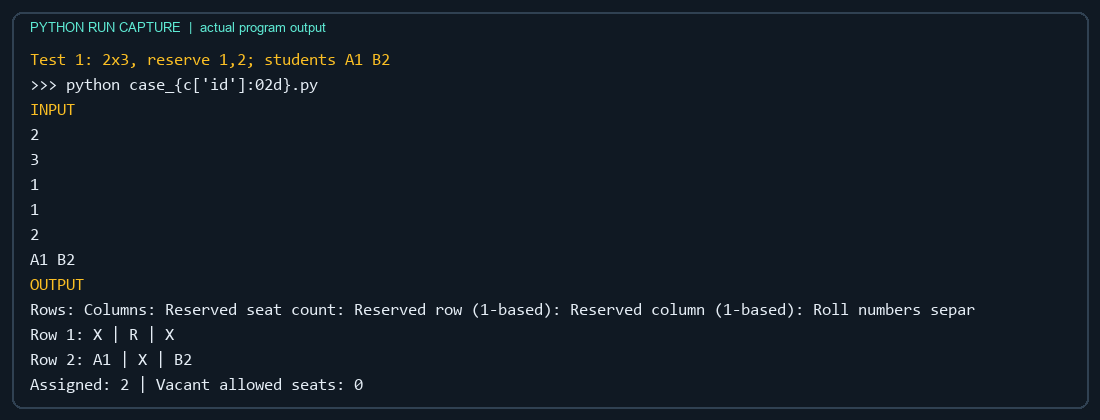 PYTHON RUN CAPTURE | actual program output
Test 1: 2x3, reserve 1,2; students A1 B2
>>> python case_{c['id']:02d}.py
INPUT
2
3
1
1
2
A1 B2
OUTPUT
Rows: Columns: Reserved seat count: Reserved row (1-based): Reserved column (1-based): Roll numbers separ
Row 1: X | R | X
Row 2: A1 | X | B2
Assigned: 2 | Vacant allowed seats: 0